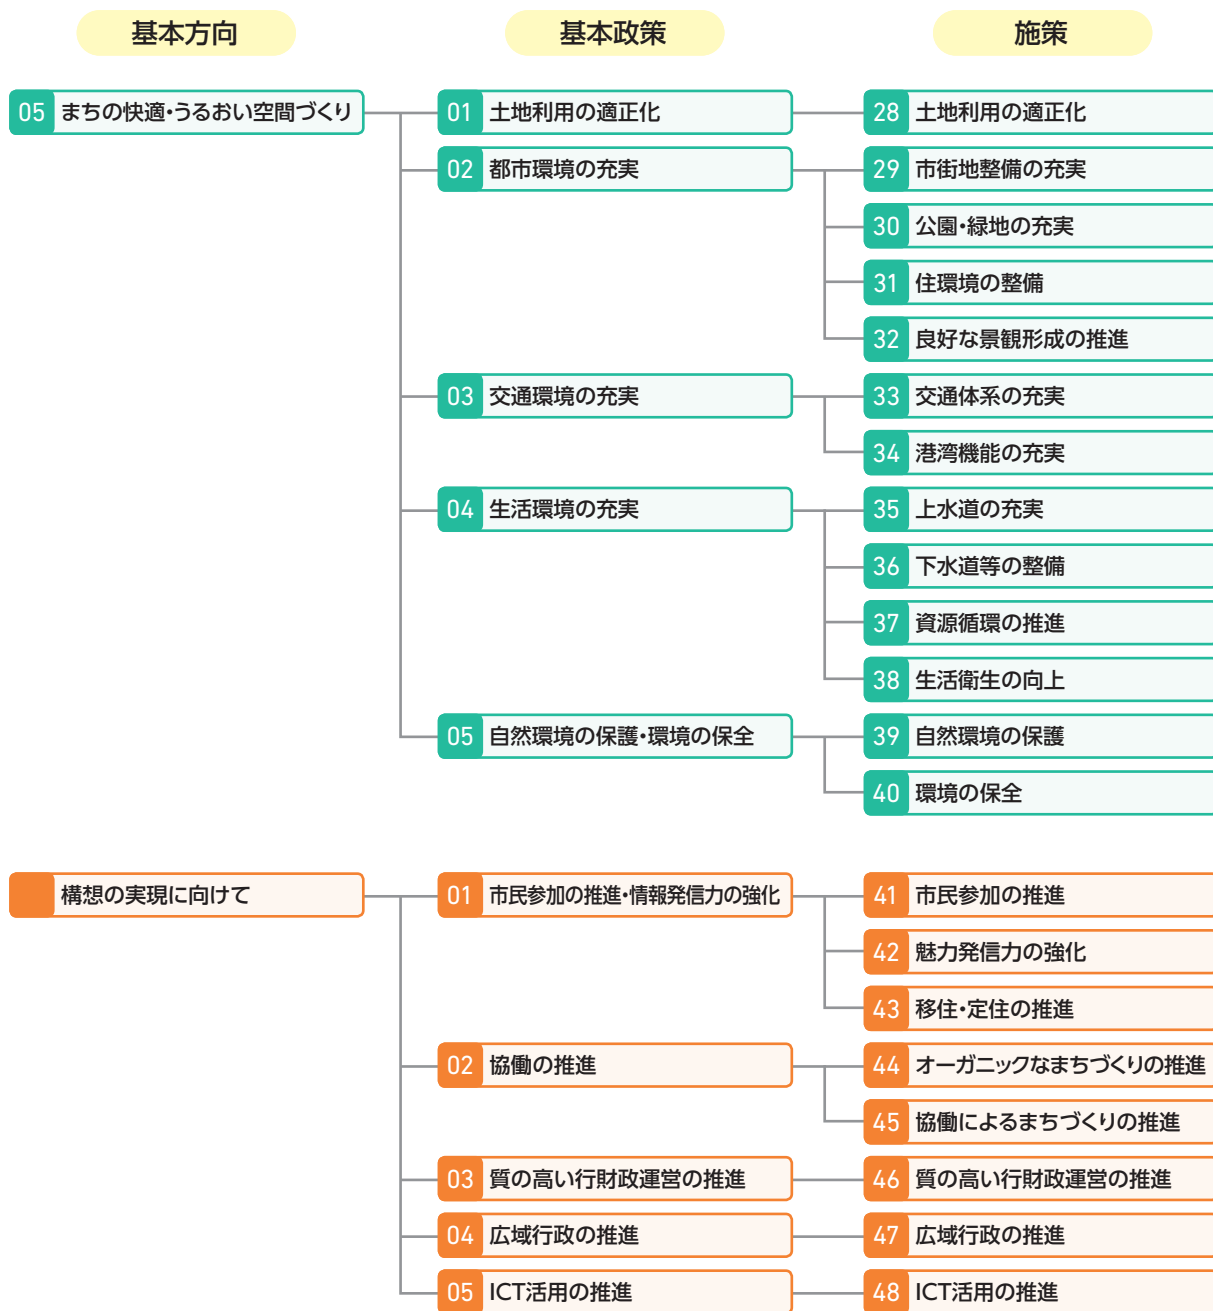 基本方向 基本政策 施策
05 まちの快適・うるおい空間づくり 01 土地利用の適正化 28 土地利用の適正化
02 都市環境の充実 29 市街地整備の充実
30 公園・緑地の充実
31 住環境の整備
32 良好な景観形成の推進
03 交通環境の充実 33 交通体系の充実
34 港湾機能の充実
04 生活環境の充実 35 上水道の充実
36 下水道等の整備
37 資源循環の推進
38 生活衛生の向上
05 自然環境の保護・環境の保全 39 自然環境の保護
40 環境の保全
構想の実現に向けて 01 市民参加の推進・情報発信力の強化 41 市民参加の推進
42 魅力発信力の強化
43 移住・定住の推進
02 協働の推進 44 オーガニックなまちづくりの推進
45 協働によるまちづくりの推進
03 質の高い行財政運営の推進 46 質の高い行財政運営の推進
04 広域行政の推進 47 広域行政の推進
05 ICT活用の推進 48 ICT活用の推進